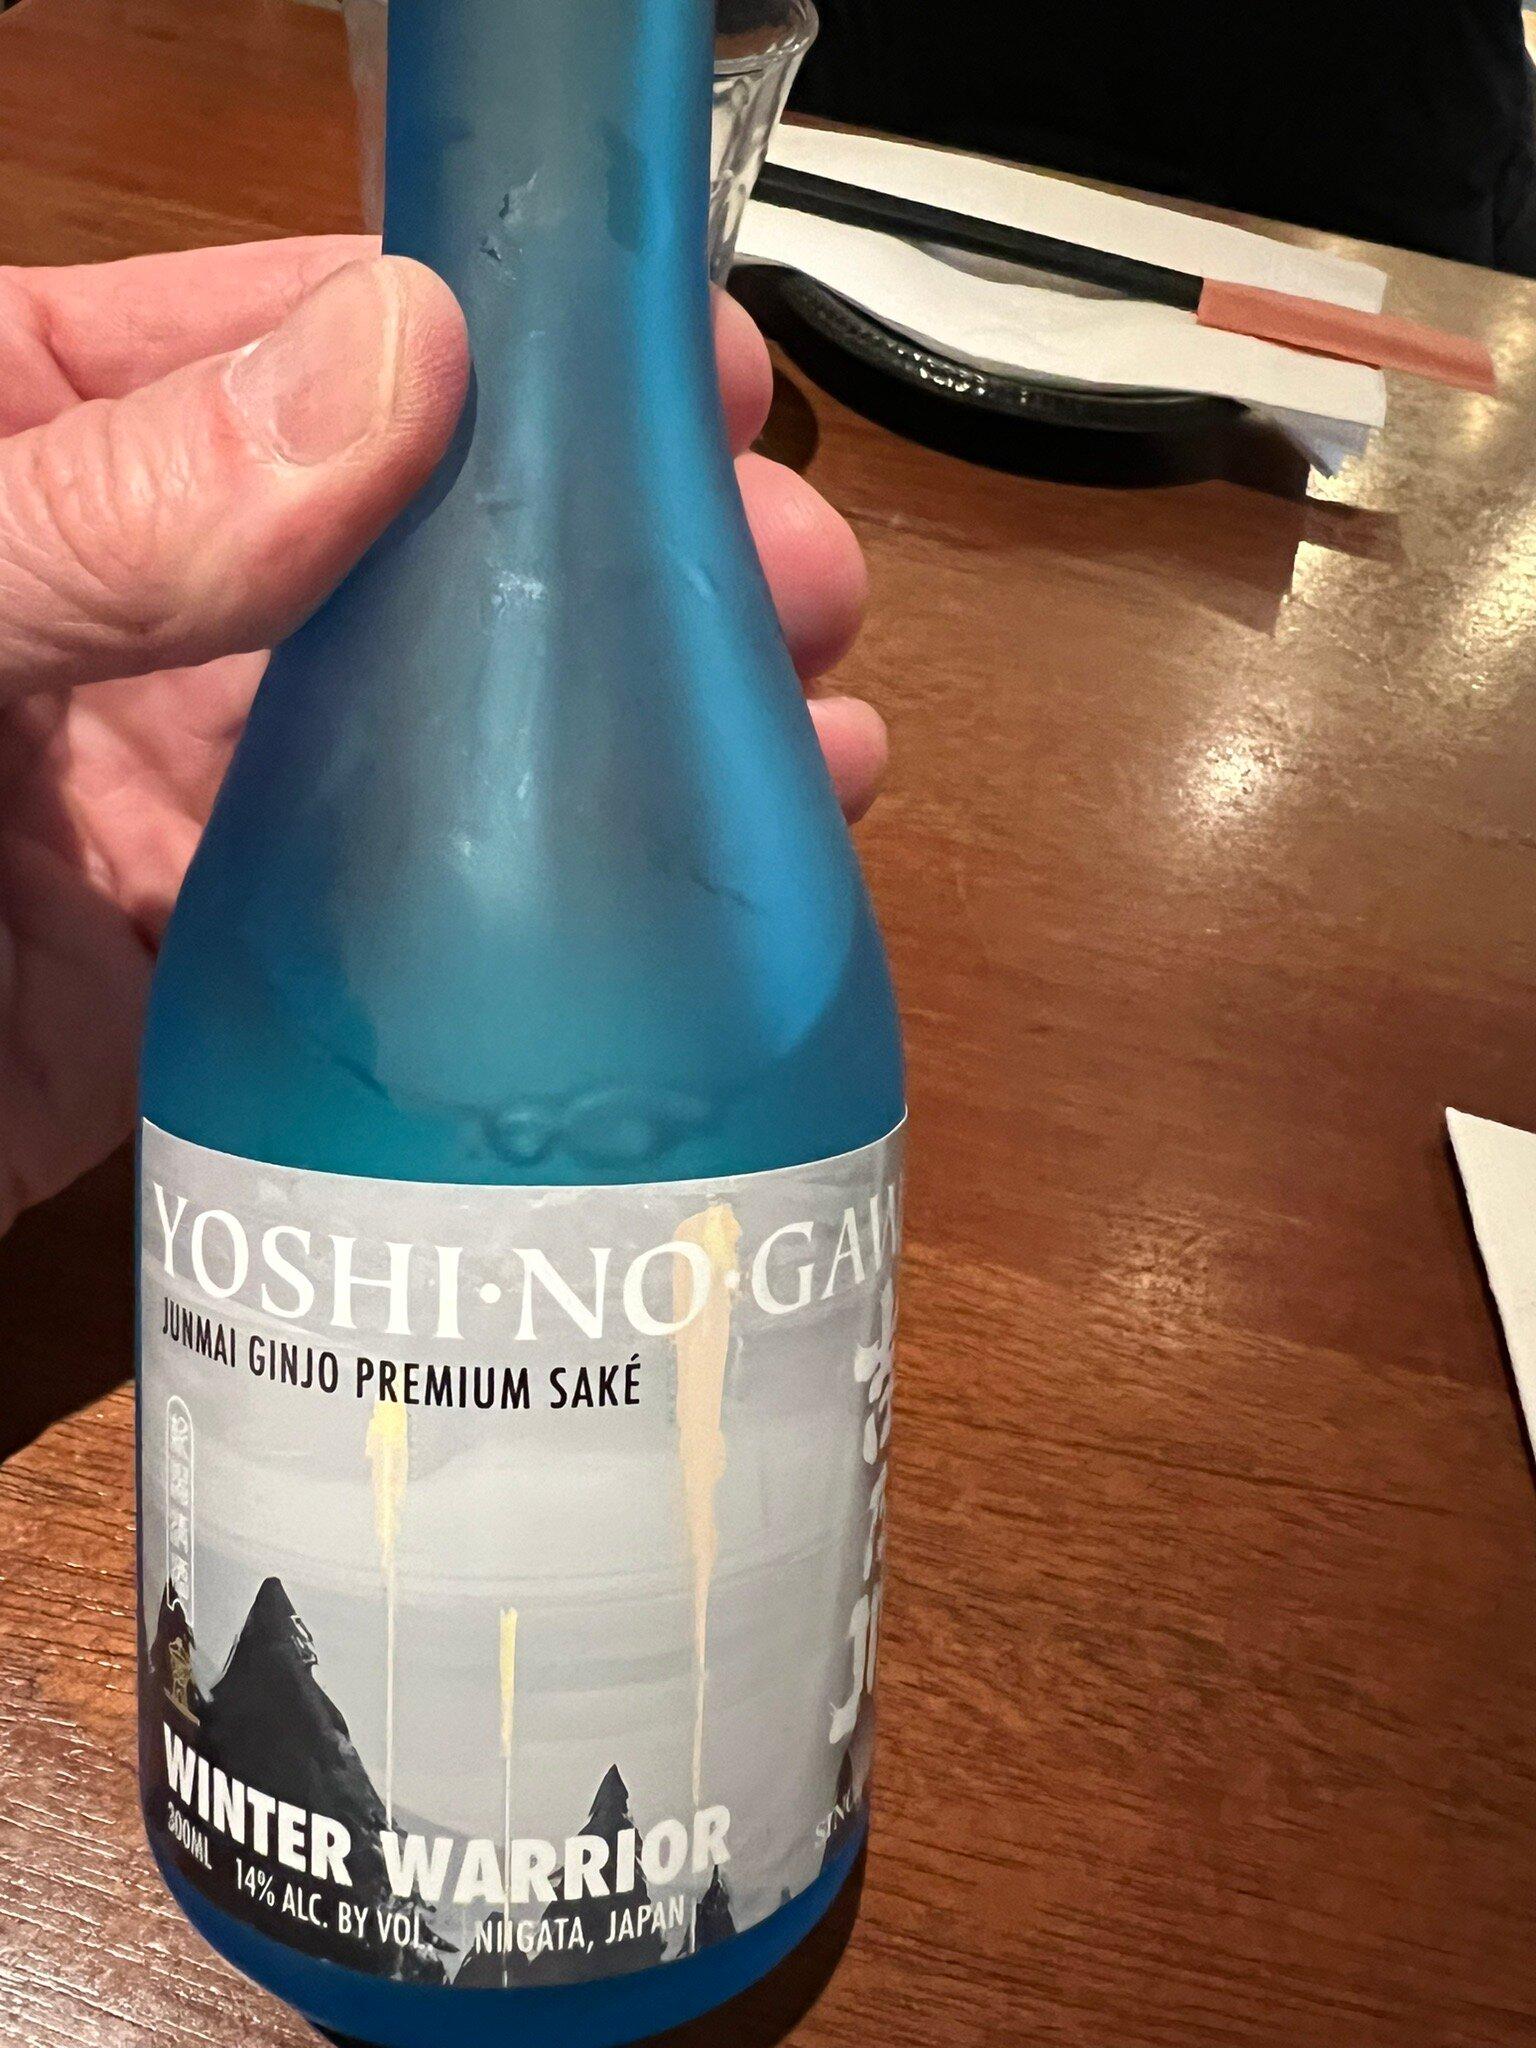 YOSHI·NO·GAW
JUNMAI GINJO PREMIUM SAKÉ
WINTER WARRIOR
300ML 14% ALC. BY VOL. NIIGATA, JAPAN